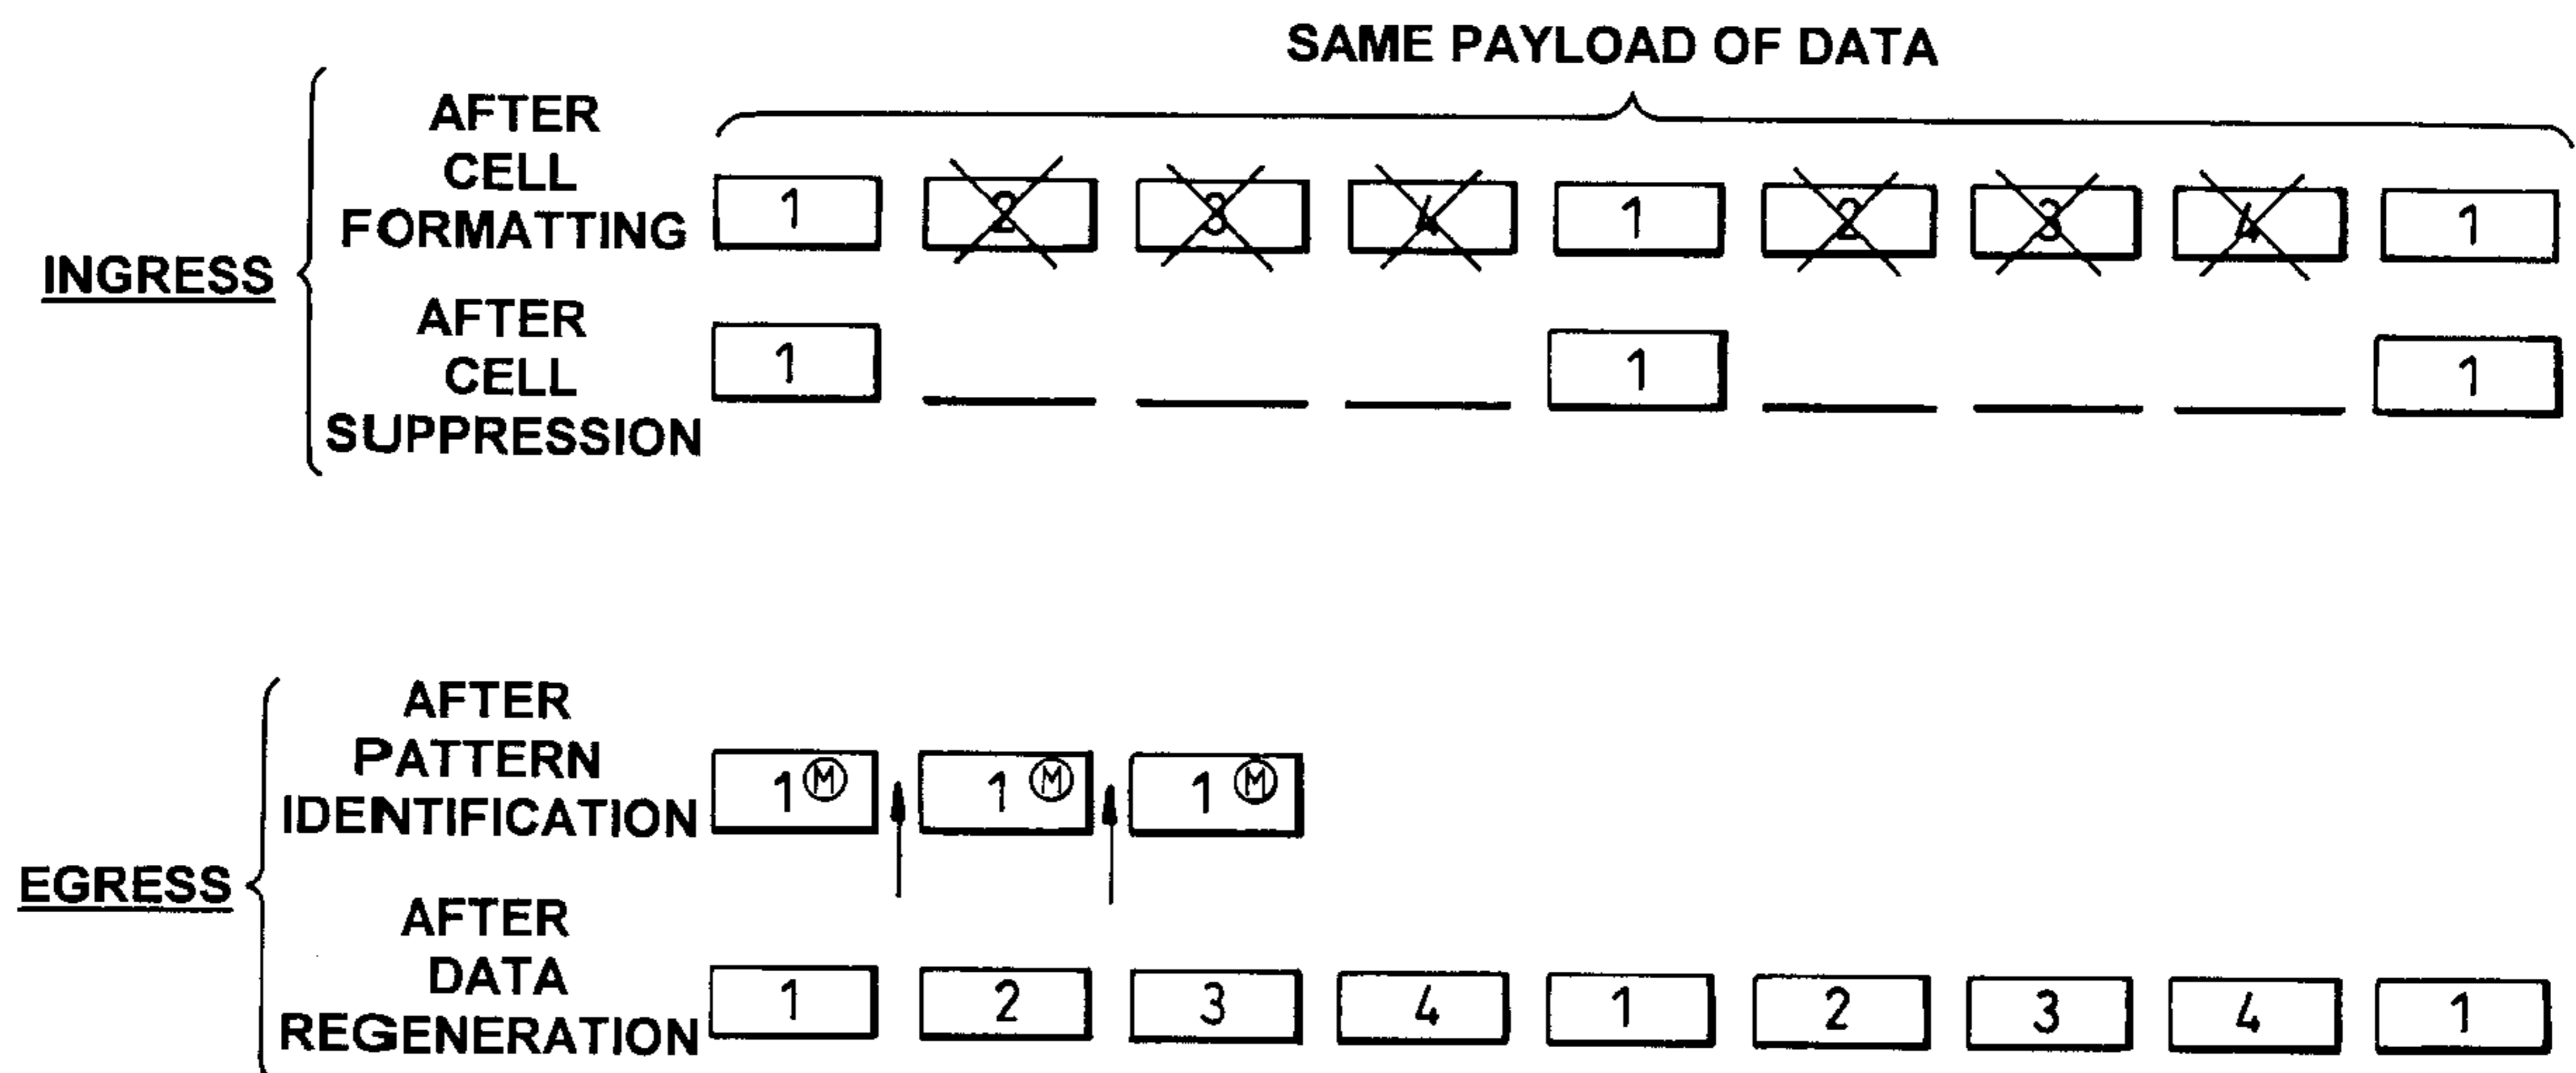 SAME PAYLOAD OF DATA
INGRESS
AFTER
CELL
FORMATTING
1 2 3 4 1 2 3 4 1
AFTER
CELL
SUPPRESSION
1 1 1
EGRESS
AFTER
PATTERN
IDENTIFICATION
1 M 1 M 1 M
AFTER
DATA
REGENERATION
1 2 3 4 1 2 3 4 1